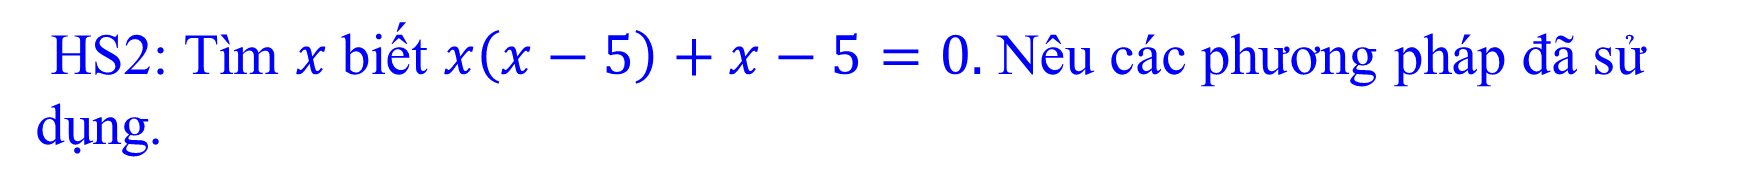 HS2: Tìm 𝑥 biết 𝑥(𝑥 − 5) + 𝑥 − 5 = 0. Nêu các phương pháp đã sử
dụng.